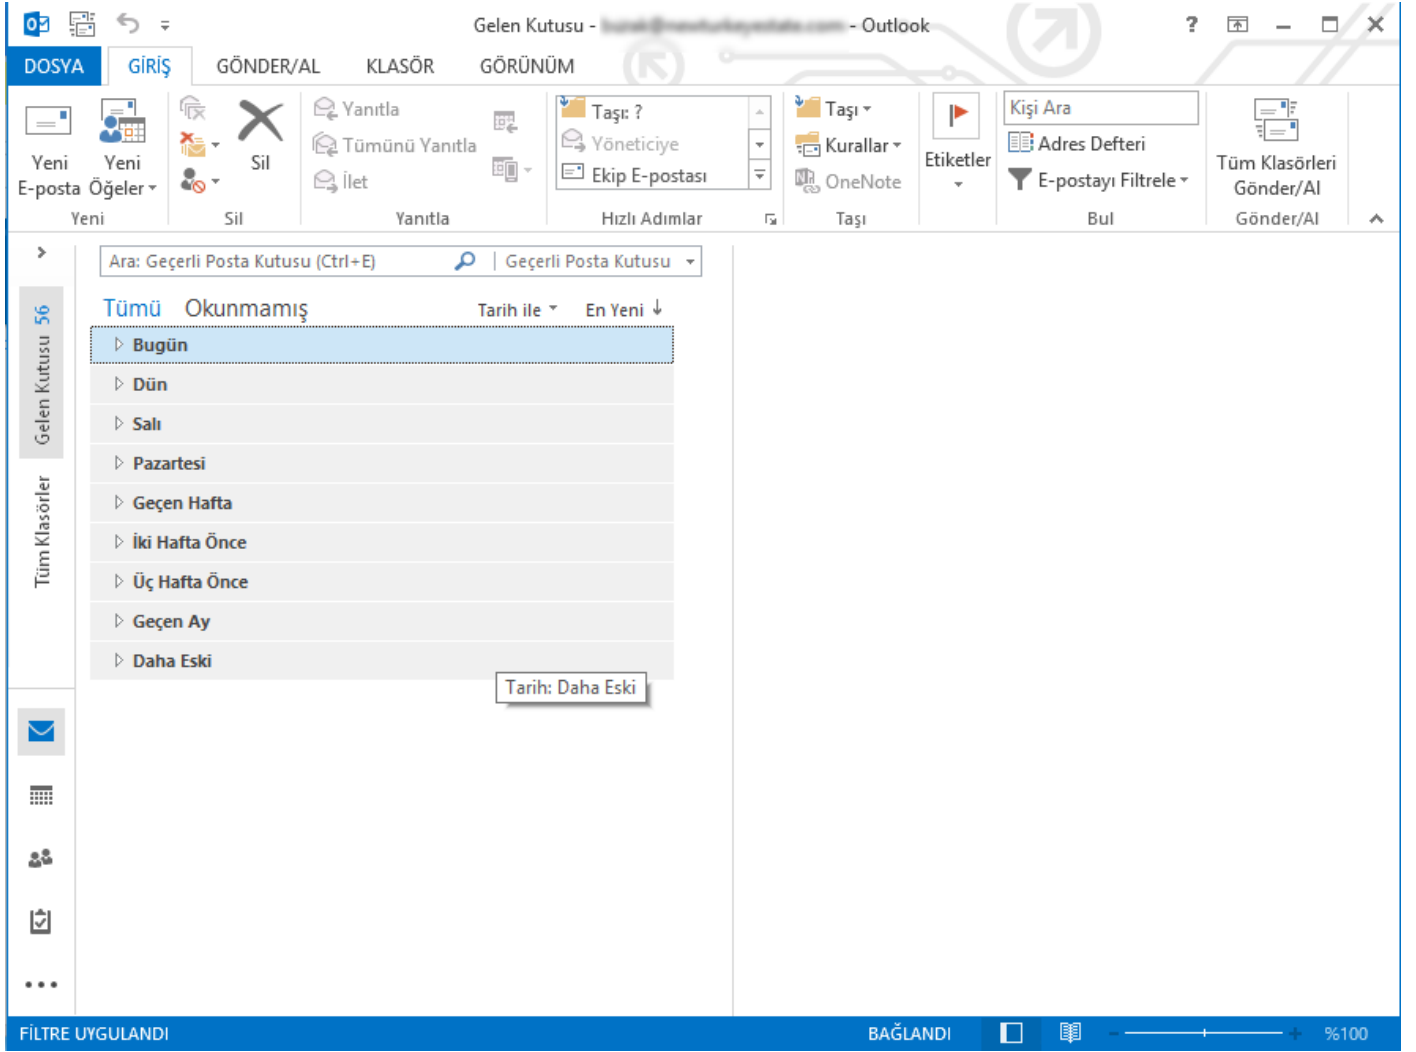 Gelen Kutusu - - Outlook
DOSYA GİRİŞ GÖNDER/AL KLASÖR GÖRÜNÜM
Yeni E-posta
Yeni Öğeler
Yeni
Sil
Sil
Yanıtla
Tümünü Yanıtla
İlet
Yanıtla
Taşı: ?
Yöneticiye
Ekip E-postası
Hızlı Adımlar
Taşı
Kurallar
OneNote
Taşı
Etiketler
Kişi Ara
Adres Defteri
E-postayı Filtrele
Bul
Tüm Klasörleri
Gönder/Al
Gönder/Al
Ara: Geçerli Posta Kutusu (Ctrl+E) Geçerli Posta Kutusu
Tümü Okunmamış Tarih ile En Yeni
Bugün
Dün
Salı
Pazartesi
Geçen Hafta
İki Hafta Önce
Üç Hafta Önce
Geçen Ay
Daha Eski
Tarih: Daha Eski
Gelen Kutusu 56
Tüm Klasörler
FİLTRE UYGULANDI BAĞLANDI %100